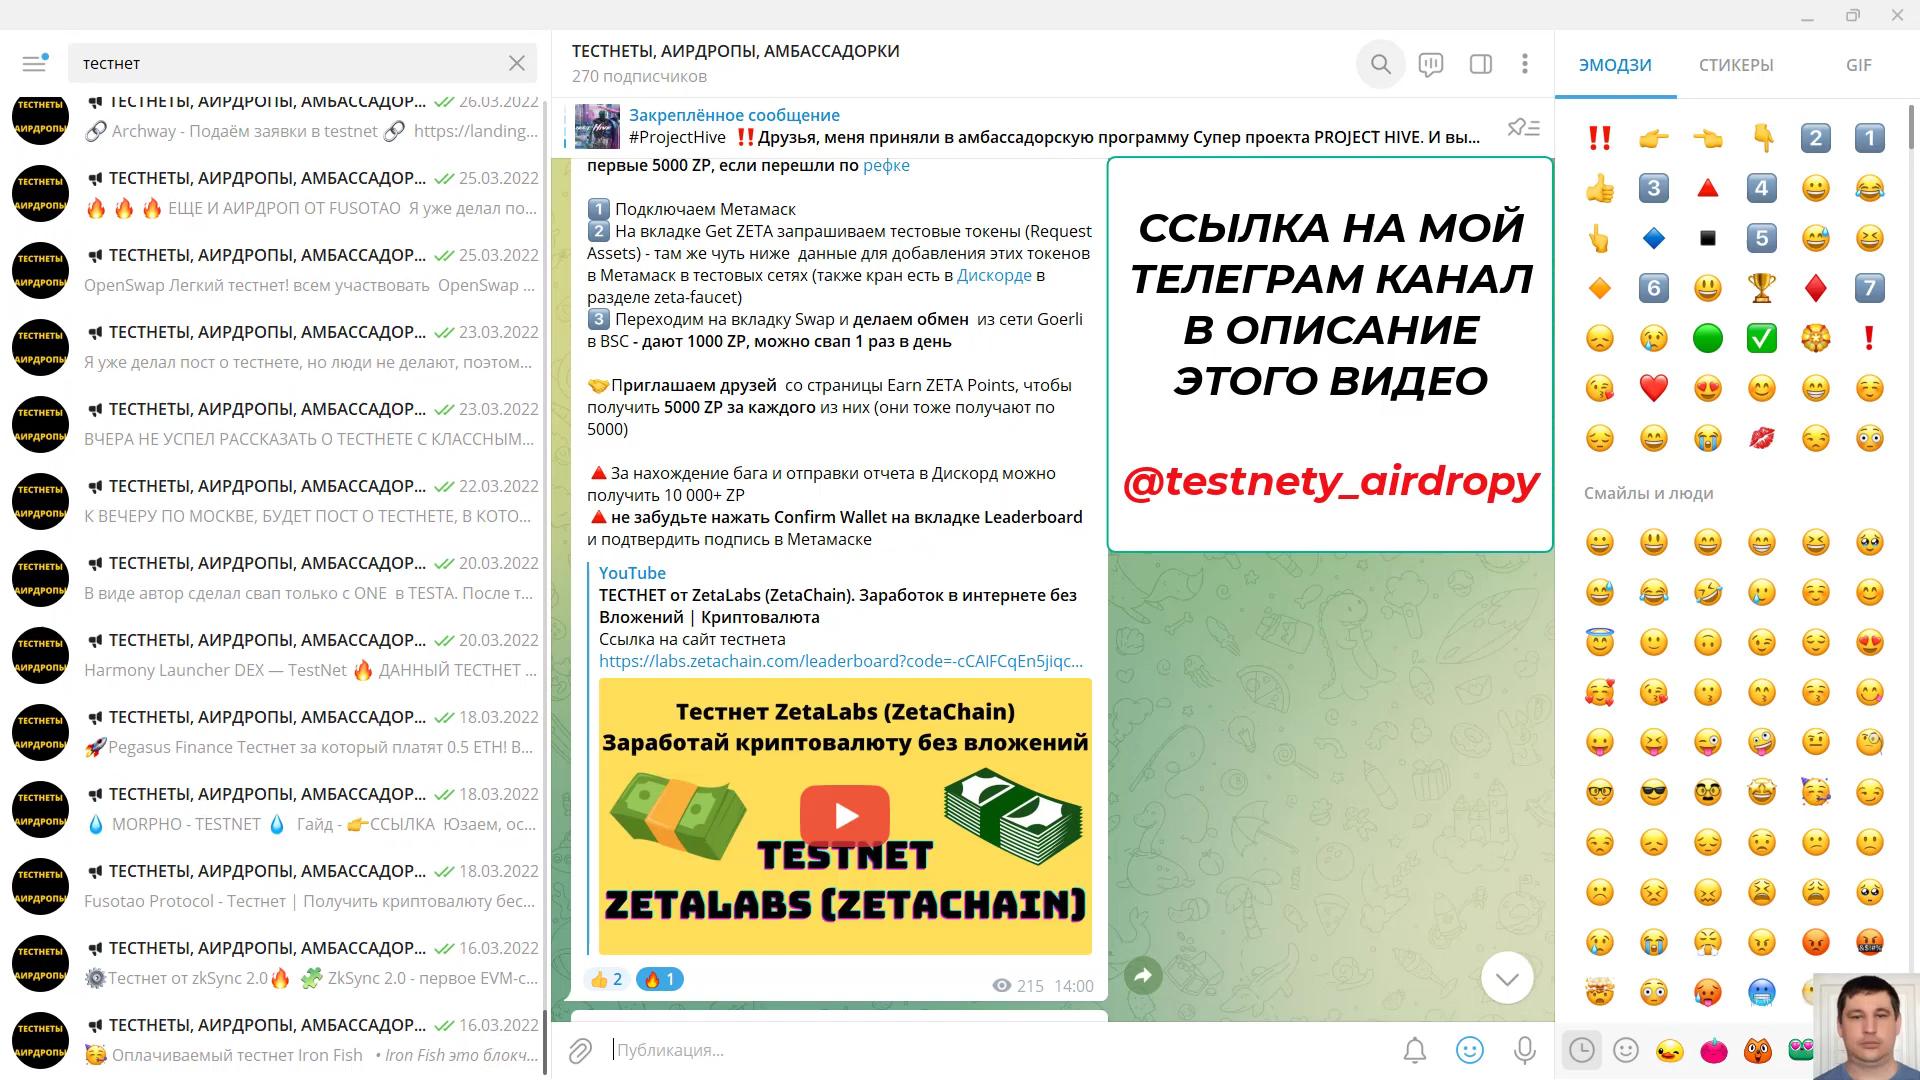 тестнет
ТЕСТНЕТЫ, АИРДРОПЫ, АМБАССАДОР... 26.03.2022
Archway - Подаём заявки в testnet https://landing...
ТЕСТНЕТЫ, АИРДРОПЫ, АМБАССАДОР... 25.03.2022
ЕЩЕ И АИРДРОП ОТ FUSOTAO Я уже делал по...
ТЕСТНЕТЫ, АИРДРОПЫ, АМБАССАДОР... 25.03.2022
OpenSwap Легкий тестнет! всем участвовать OpenSwap ...
ТЕСТНЕТЫ, АИРДРОПЫ, АМБАССАДОР... 23.03.2022
Я уже делал пост о тестнете, но люди не делают, поэтом...
ТЕСТНЕТЫ, АИРДРОПЫ, АМБАССАДОР... 23.03.2022
ВЧЕРА НЕ УСПЕЛ РАССКАЗАТЬ О ТЕСТНЕТЕ С КЛАССНЫМ...
ТЕСТНЕТЫ, АИРДРОПЫ, АМБАССАДОР... 22.03.2022
К ВЕЧЕРУ ПО МОСКВЕ, БУДЕТ ПОСТ О ТЕСТНЕТЕ, В КОТО...
ТЕСТНЕТЫ, АИРДРОПЫ, АМБАССАДОР... 20.03.2022
В виде автор сделал свап только с ONE в TESTA. После т...
ТЕСТНЕТЫ, АИРДРОПЫ, АМБАССАДОР... 20.03.2022
Harmony Launcher DEX — TestNet 🔥 ДАННЫЙ ТЕСТНЕТ ...
ТЕСТНЕТЫ, АИРДРОПЫ, АМБАССАДОР... 18.03.2022
Pegasus Finance Тестнет за который платят 0.5 ETH! В...
ТЕСТНЕТЫ, АИРДРОПЫ, АМБАССАДОР... 18.03.2022
MORPHO - TESTNET Гайд - ССЫЛКА Юзаем, ос...
ТЕСТНЕТЫ, АИРДРОПЫ, АМБАССАДОР... 18.03.2022
Fusotao Protocol - Тестнет | Получить криптовалюту бес...
ТЕСТНЕТЫ, АИРДРОПЫ, АМБАССАДОР... 16.03.2022
Тестнет от zkSync 2.0 ZkSync 2.0 - первое EVM-с...
ТЕСТНЕТЫ, АИРДРОПЫ, АМБАССАДОР... 16.03.2022
Оплачиваемый тестнет Iron Fish • Iron Fish это блокч...
ТЕСТНЕТЫ, АИРДРОПЫ, АМБАССАДОРКИ
270 подписчиков
Закреплённое сообщение
#ProjectHive ‼️Друзья, меня приняли в амбассадорскую программу Супер проекта PROJECT HIVE. И вы...
первые 5000 ZP, если перешли по рефке
1 Подключаем Метамаск
2 На вкладке Get ZETA запрашиваем тестовые токены (Request
Assets) - там же чуть ниже данные для добавления этих токенов
в Метамаск в тестовых сетях (также кран есть в Дискорде в
разделе zeta-faucet)
3 Переходим на вкладку Swap и делаем обмен из сети Goerli
в BSC - дают 1000 ZP, можно свап 1 раз в день
Приглашаем друзей со страницы Earn ZETA Points, чтобы
получить 5000 ZP за каждого из них (они тоже получают по
5000)
За нахождение бага и отправки отчета в Дискорд можно
получить 10 000+ ZP
не забудьте нажать Confirm Wallet на вкладке Leaderboard
и подтвердить подпись в Метамаске
YouTube
ТЕСТНЕТ от ZetaLabs (ZetaChain). Заработок в интернете без
Вложений | Криптовалюта
Ссылка на сайт тестнета
https://labs.zetachain.com/leaderboard?code=-cCAlFCqEn5jiqc...
Тестнет ZetaLabs (ZetaChain)
Заработай криптовалюту без вложений
TESTNET
ZETALABS (ZETACHAIN)
2 1
215 14:00
Публикация...
ССЫЛКА НА МОЙ
ТЕЛЕГРАМ КАНАЛ
В ОПИСАНИЕ
ЭТОГО ВИДЕО
@testnety_airdropy
ЭМОДЗИ СТИКЕРЫ GIF
Смайлы и люди